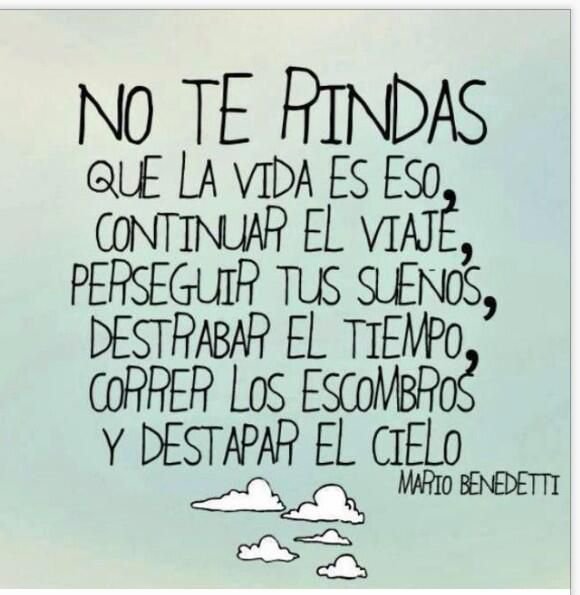 NO TE RINDAS
QUE LA VIDA ES ESO,
CONTINUAR EL VIAJE,
PERSEGUIR TUS SUEÑOS,
DESTRABAR EL TIEMPO,
CORRER LOS ESCOMBROS
Y DESTAPAR EL CIELO
MARIO BENEDETTI